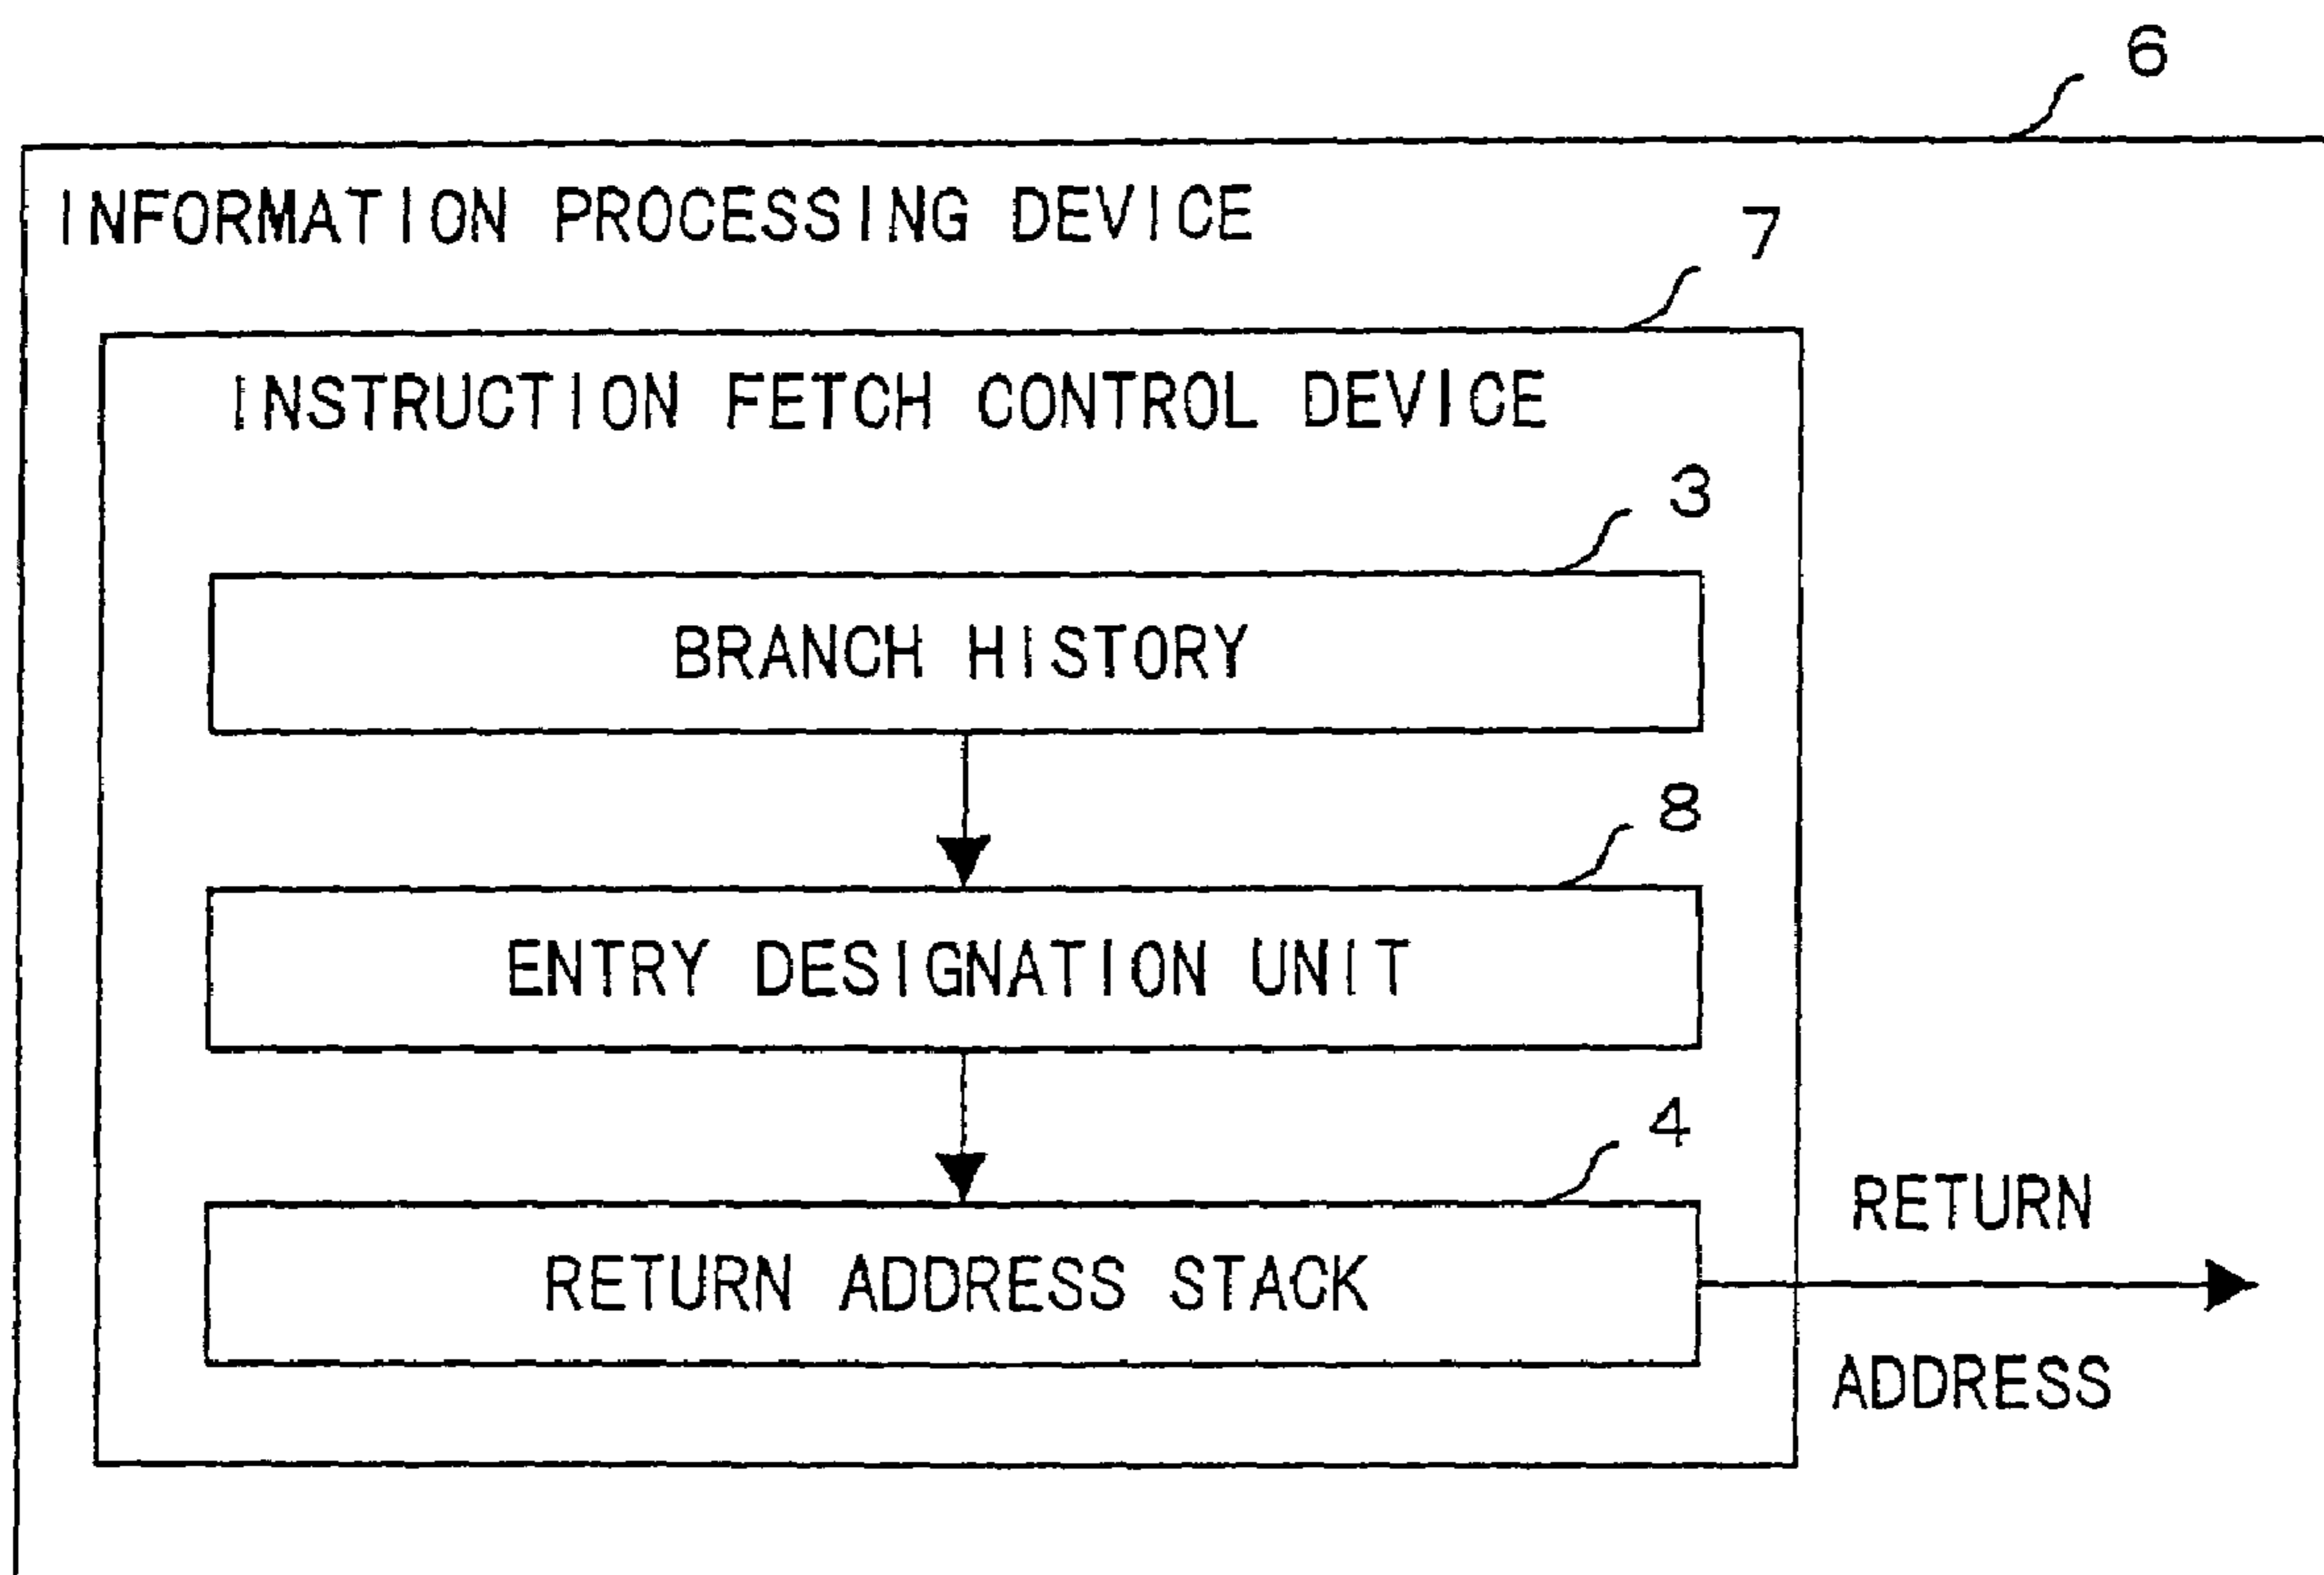 6
INFORMATION PROCESSING DEVICE
7
INSTRUCTION FETCH CONTROL DEVICE
3
BRANCH HISTORY
8
ENTRY DESIGNATION UNIT
4
RETURN ADDRESS STACK
RETURN
ADDRESS